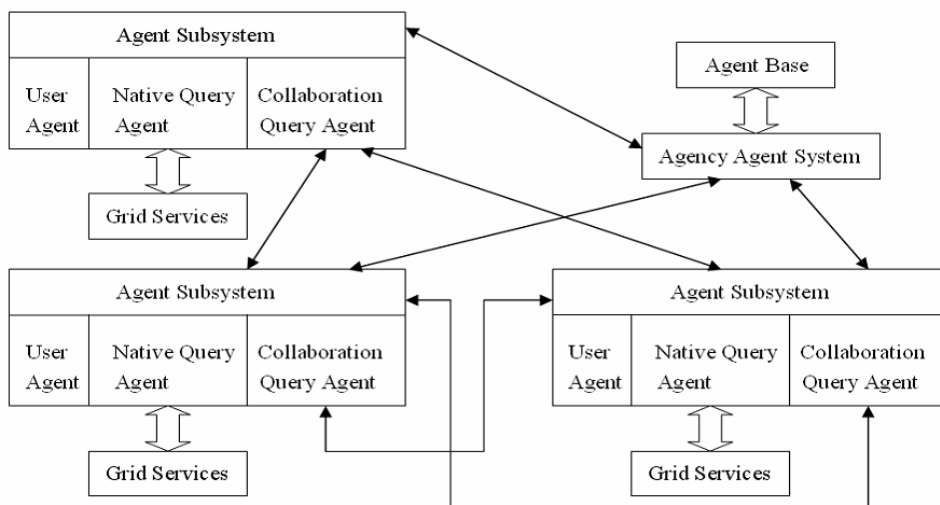 Agent Subsystem
User Agent
Native Query Agent
Collaboration Query Agent
Grid Services
Agent Base
Agency Agent System
Agent Subsystem
User Agent
Native Query Agent
Collaboration Query Agent
Grid Services
Agent Subsystem
User Agent
Native Query Agent
Collaboration Query Agent
Grid Services